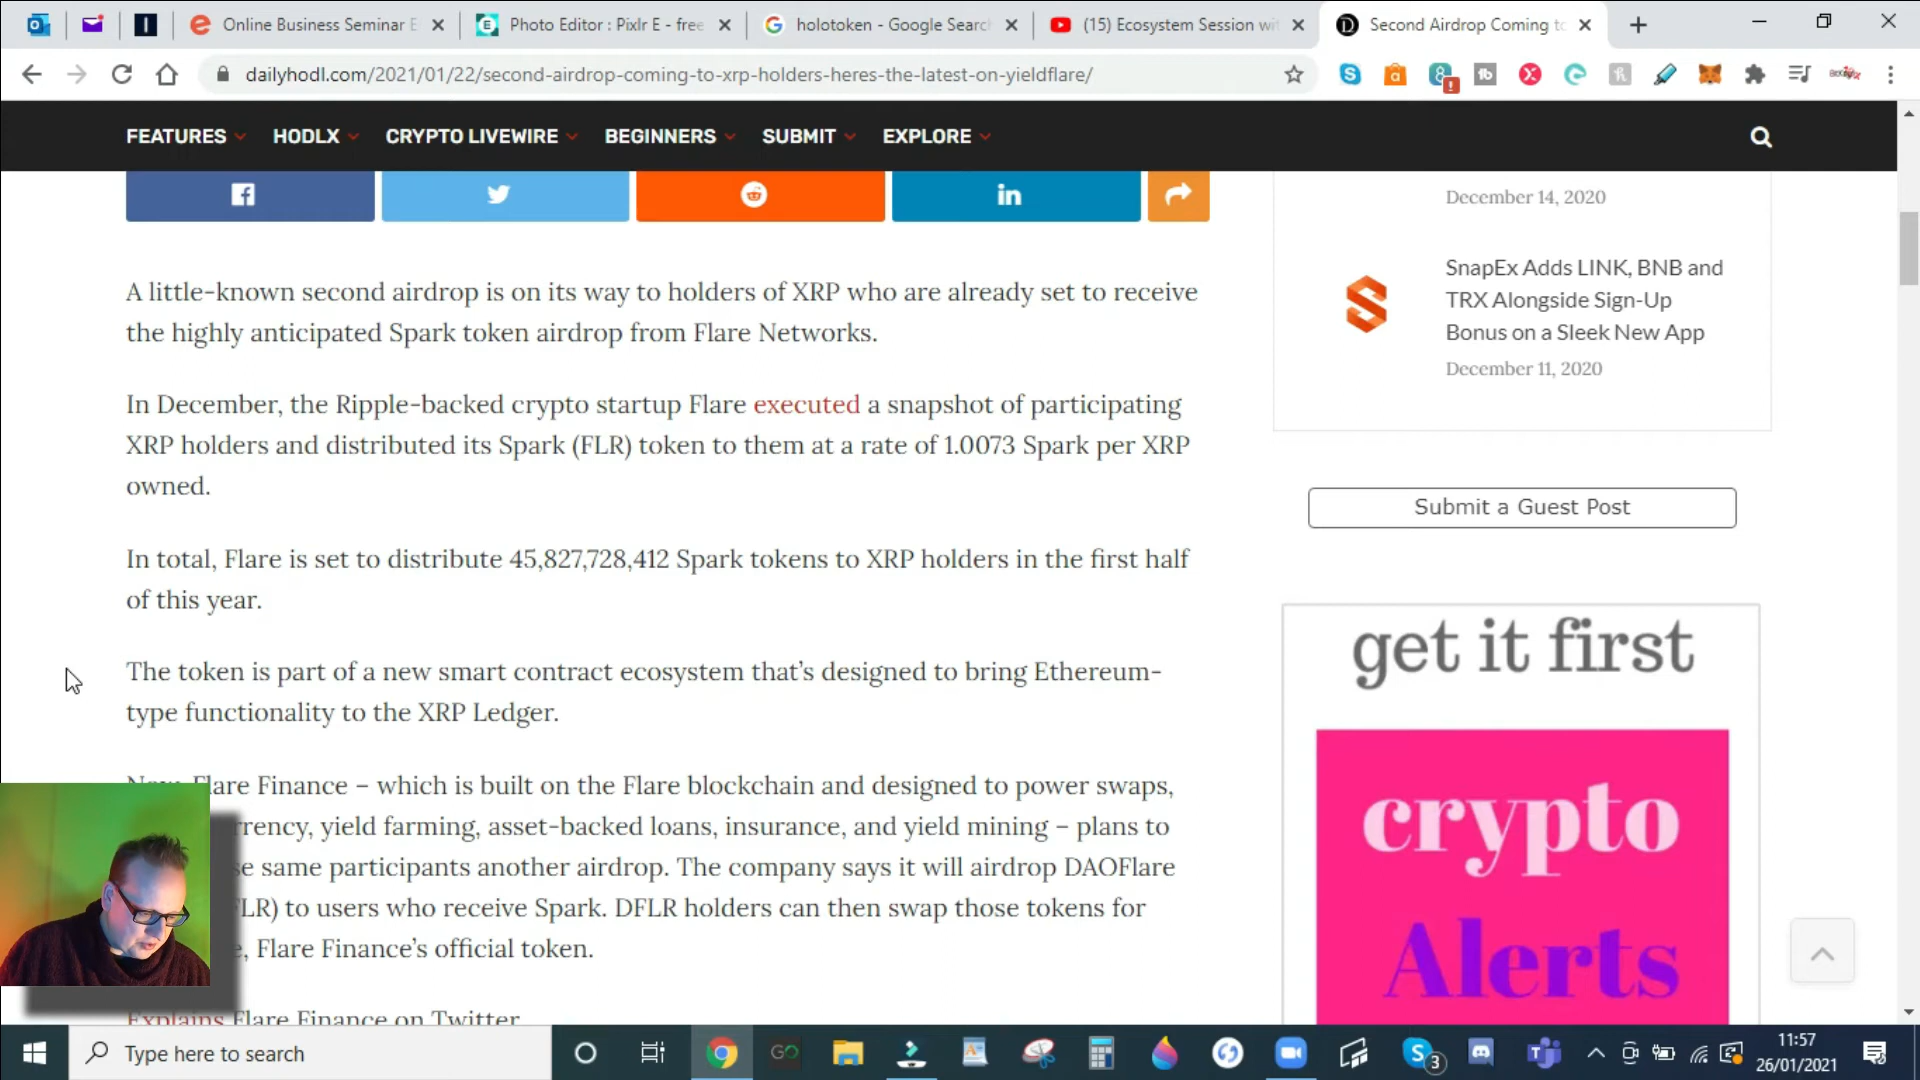 Online Business Seminar E
Photo Editor : Pixlr E - free
holotoken - Google Search
(15) Ecosystem Session wit
Second Airdrop Coming to
dailyhodl.com/2021/01/22/second-airdrop-coming-to-xrp-holders-heres-the-latest-on-yieldflare/
FEATURES HODLX CRYPTO LIVEWIRE BEGINNERS SUBMIT EXPLORE
December 14, 2020
A little-known second airdrop is on its way to holders of XRP who are already set to receive
the highly anticipated Spark token airdrop from Flare Networks.
In December, the Ripple-backed crypto startup Flare executed a snapshot of participating
XRP holders and distributed its Spark (FLR) token to them at a rate of 1.0073 Spark per XRP
owned.
In total, Flare is set to distribute 45,827,728,412 Spark tokens to XRP holders in the first half
of this year.
The token is part of a new smart contract ecosystem that's designed to bring Ethereum-
type functionality to the XRP Ledger.
Flare Finance – which is built on the Flare blockchain and designed to power swaps,
yield farming, asset-backed loans, insurance, and yield mining – plans to
same participants another airdrop. The company says it will airdrop DAOFlare
to users who receive Spark. DFLR holders can then swap those tokens for
Flare Finance's official token.
Explains Flare Finance on Twitter
SnapEx Adds LINK, BNB and
TRX Alongside Sign-Up
Bonus on a Sleek New App
December 11, 2020
Submit a Guest Post
get it first
crypto
Alerts
Type here to search
GO
3
11:57
26/01/2021